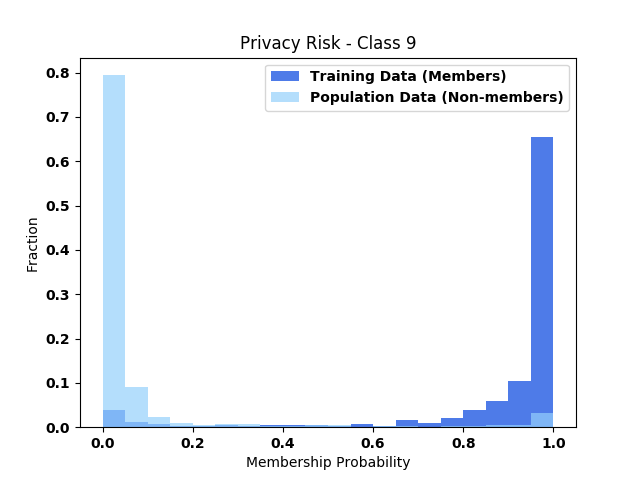 Privacy Risk - Class 9
Training Data (Members)
Population Data (Non-members)
0.8
0.7
0.6
0.5
0.4
0.3
0.2
0.1
0.0
Fraction
0.0 0.2 0.4 0.6 0.8 1.0
Membership Probability